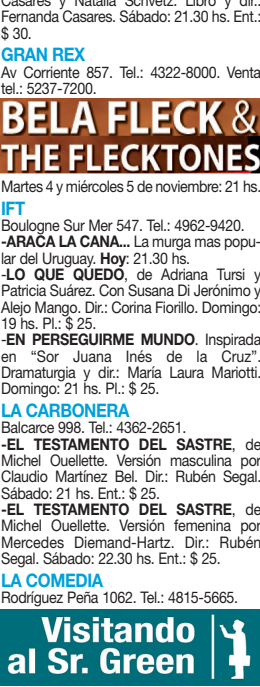 Casares y Natalia Schvetz. Libro y dir.:
Fernanda Casares. Sábado: 21.30 hs. Ent.:
$ 30.
GRAN REX
Av Corriente 857. Tel.: 4322-8000. Venta
tel.: 5237-7200.
BELA FLECK &
THE FLECKTONES
Martes 4 y miércoles 5 de noviembre: 21 hs.
IFT
Boulogne Sur Mer 547. Tel.: 4962-9420.
-ARACA LA CANA... La murga mas popu-
lar del Uruguay. Hoy: 21.30 hs.
-LO QUE QUEDÓ, de Adriana Tursi y
Patricia Suárez. Con Susana Di Jerónimo y
Alejo Mango. Dir.: Corina Fiorillo. Domingo:
19 hs. Pl.: $ 25.
-EN PERSEGUIRME MUNDO. Inspirada
en “Sor Juana Inés de la Cruz”.
Dramaturgia y dir.: María Laura Mariotti.
Domingo: 21 hs. Pl.: $ 25.
LA CARBONERA
Balcarce 998. Tel.: 4362-2651.
-EL TESTAMENTO DEL SASTRE, de
Michel Ouellette. Versión masculina por
Claudio Martínez Bel. Dir.: Rubén Segal.
Sábado: 21 hs. Ent.: $ 25.
-EL TESTAMENTO DEL SASTRE, de
Michel Ouellette. Versión femenina por
Mercedes Diemand-Hartz. Dir.: Rubén
Segal. Sábado: 22.30 hs. Ent.: $ 25.
LA COMEDIA
Rodríguez Peña 1062. Tel.: 4815-5665.
Visitando
al Sr. Green